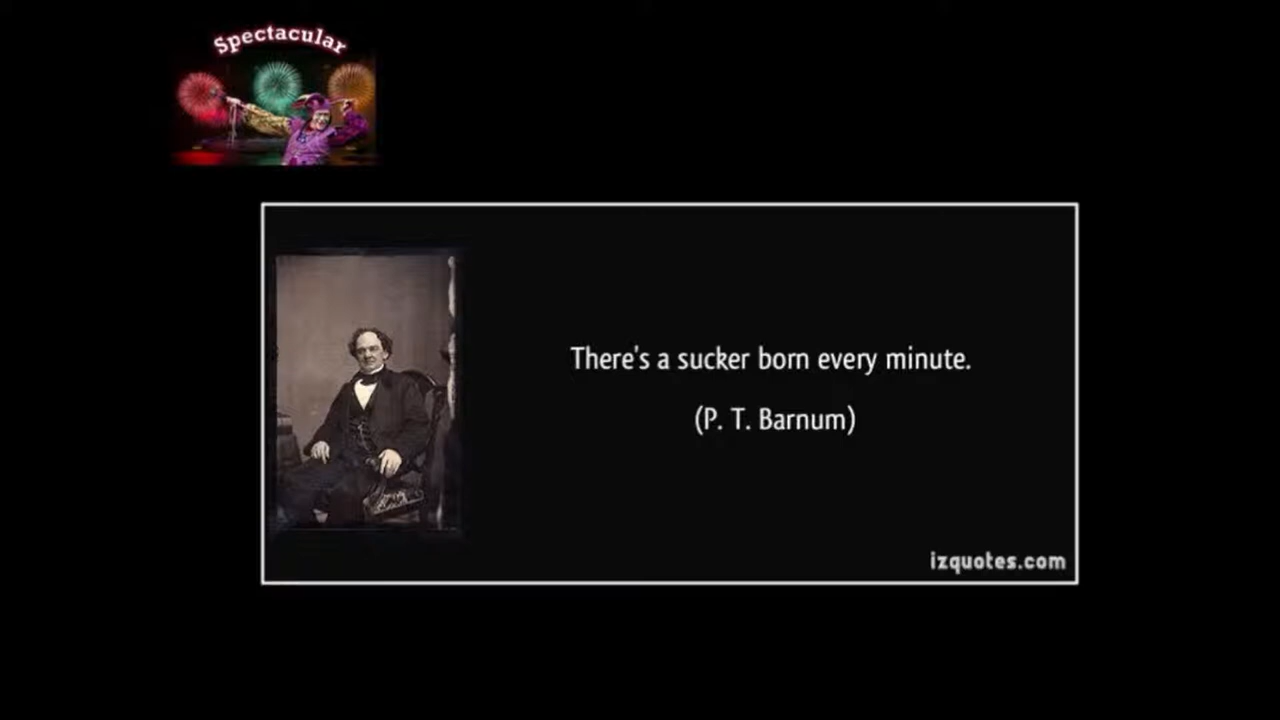 Spectacular
There's a sucker born every minute.
(P. T. Barnum)
izquotes.com